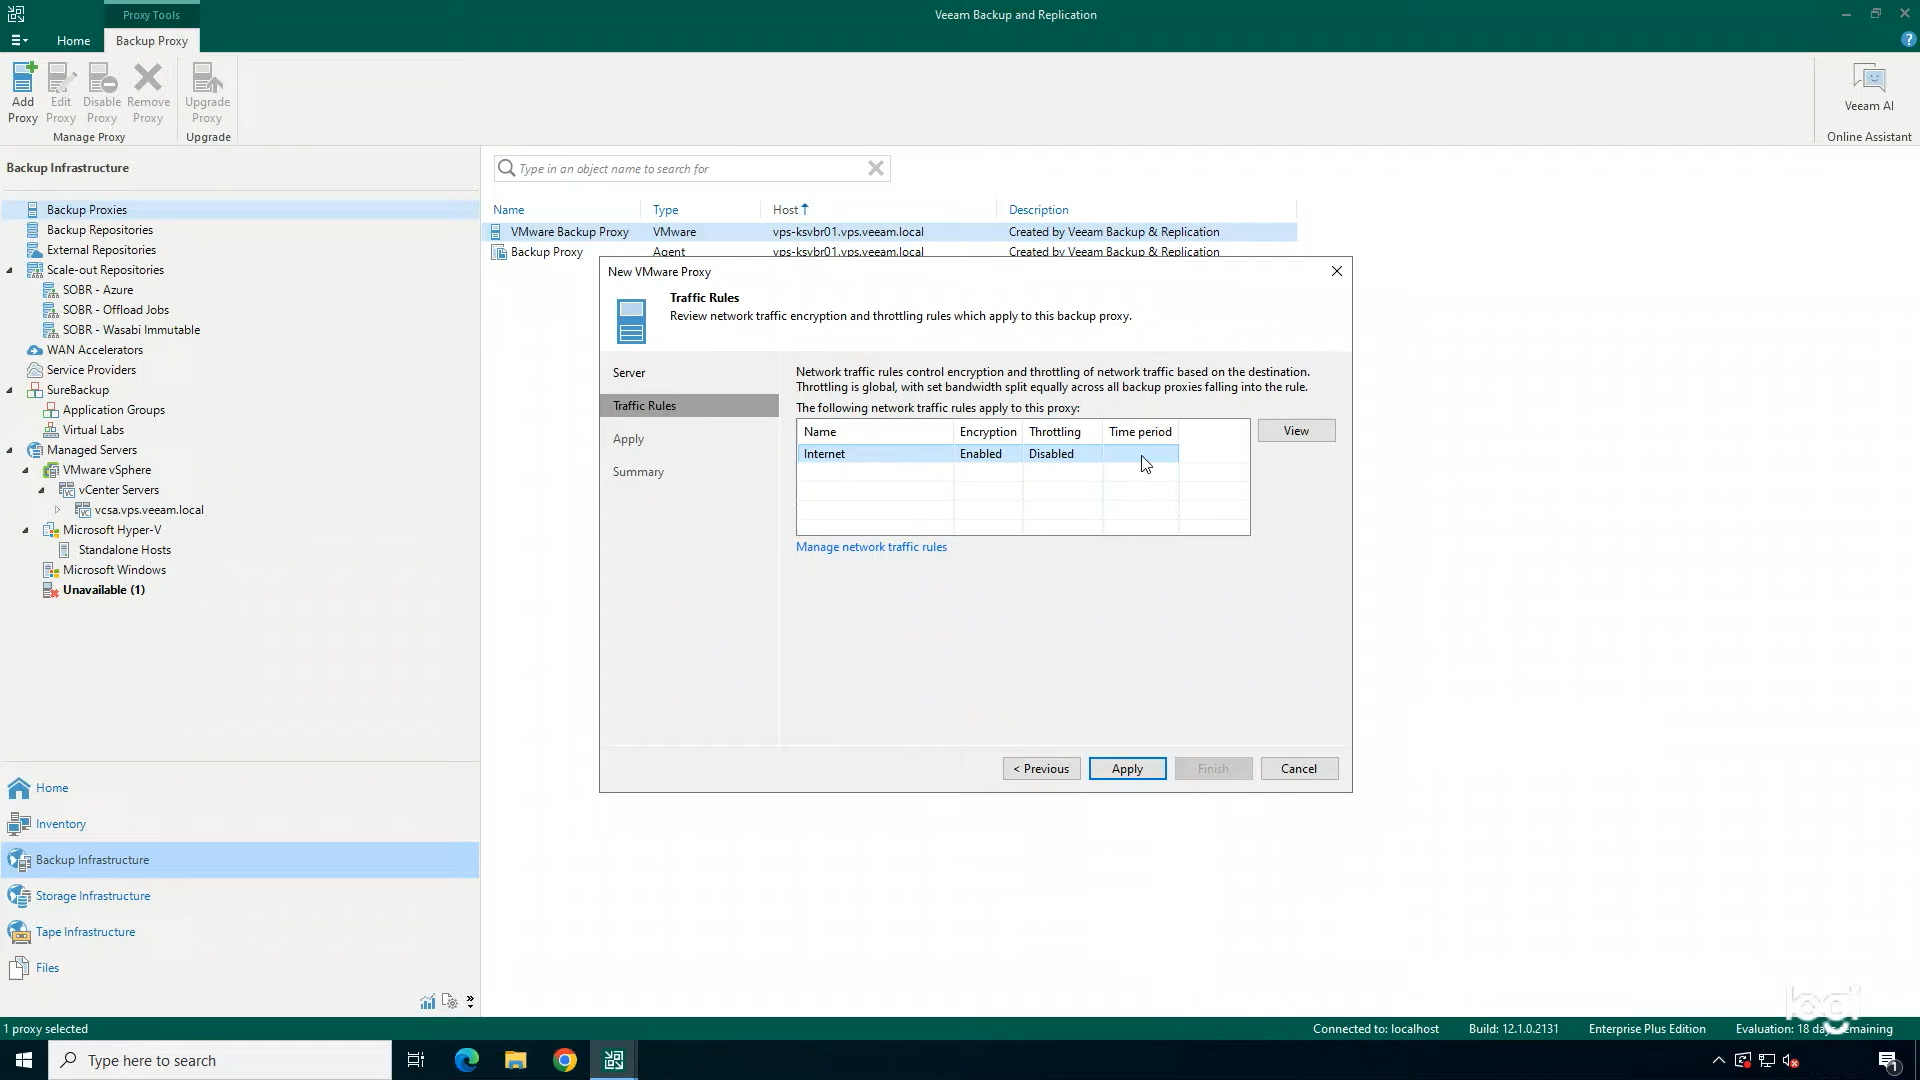 Proxy Tools
Veeam Backup and Replication
Home
Backup Proxy
?
Add Proxy
Edit Proxy
Disable Proxy
Remove Proxy
Upgrade Proxy
Manage Proxy
Upgrade
Veeam AI
Online Assistant
Backup Infrastructure
Type in an object name to search for
Backup Proxies
Backup Repositories
External Repositories
Scale-out Repositories
SOBR - Azure
SOBR - Offload Jobs
SOBR - Wasabi Immutable
WAN Accelerators
Service Providers
SureBackup
Application Groups
Virtual Labs
Managed Servers
VMware vSphere
vCenter Servers
vcsa.vps.veeam.local
Microsoft Hyper-V
Standalone Hosts
Microsoft Windows
Unavailable (1)
Name Type Host Description
VMware Backup Proxy VMware vps-ksvbr01.vps.veeam.local Created by Veeam Backup & Replication
Backup Proxy Agent vps-ksvbr01.vps.veeam.local Created by Veeam Backup & Replication
New VMware Proxy
Traffic Rules
Review network traffic encryption and throttling rules which apply to this backup proxy.
Server
Traffic Rules
Apply
Summary
Network traffic rules control encryption and throttling of network traffic based on the destination.
Throttling is global, with set bandwidth split equally across all backup proxies falling into the rule.
The following network traffic rules apply to this proxy:
Name Encryption Throttling Time period
Internet Enabled Disabled
View
Manage network traffic rules
< Previous
Apply
Finish
Cancel
Home
Inventory
Backup Infrastructure
Storage Infrastructure
Tape Infrastructure
Files
logi
1 proxy selected
Connected to: localhost
Build: 12.1.0.2131
Enterprise Plus Edition
Evaluation: 18 days remaining
Type here to search
1